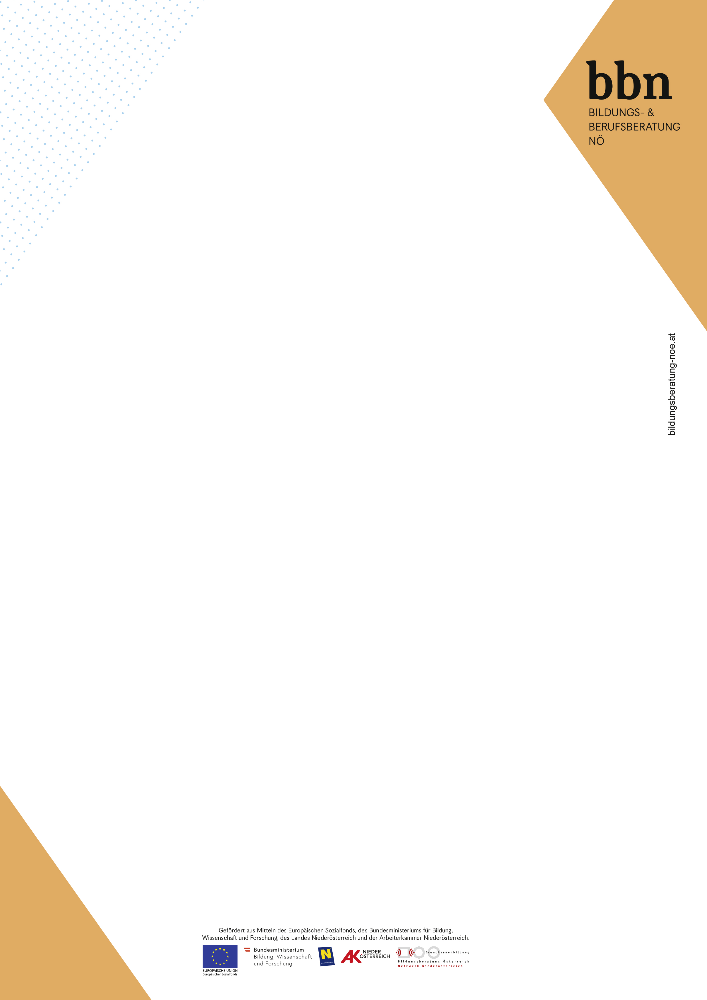 bbn
BILDUNGS- &
BERUFSBERATUNG
NÖ
bildungsberatung-noe.at
Gefördert aus Mitteln des Europäischen Sozialfonds, des Bundesministeriums für Bildung,
Wissenschaft und Forschung, des Landes Niederösterreich und der Arbeiterkammer Niederösterreich.
EUROPÄISCHE UNION
Europäischer Sozialfonds
Bundesministerium
Bildung, Wissenschaft
und Forschung
N
AK NIEDER
ÖSTERREICH
Erwachsenenbildung
Bildungsberatung Österreich
Netzwerk Niederösterreich